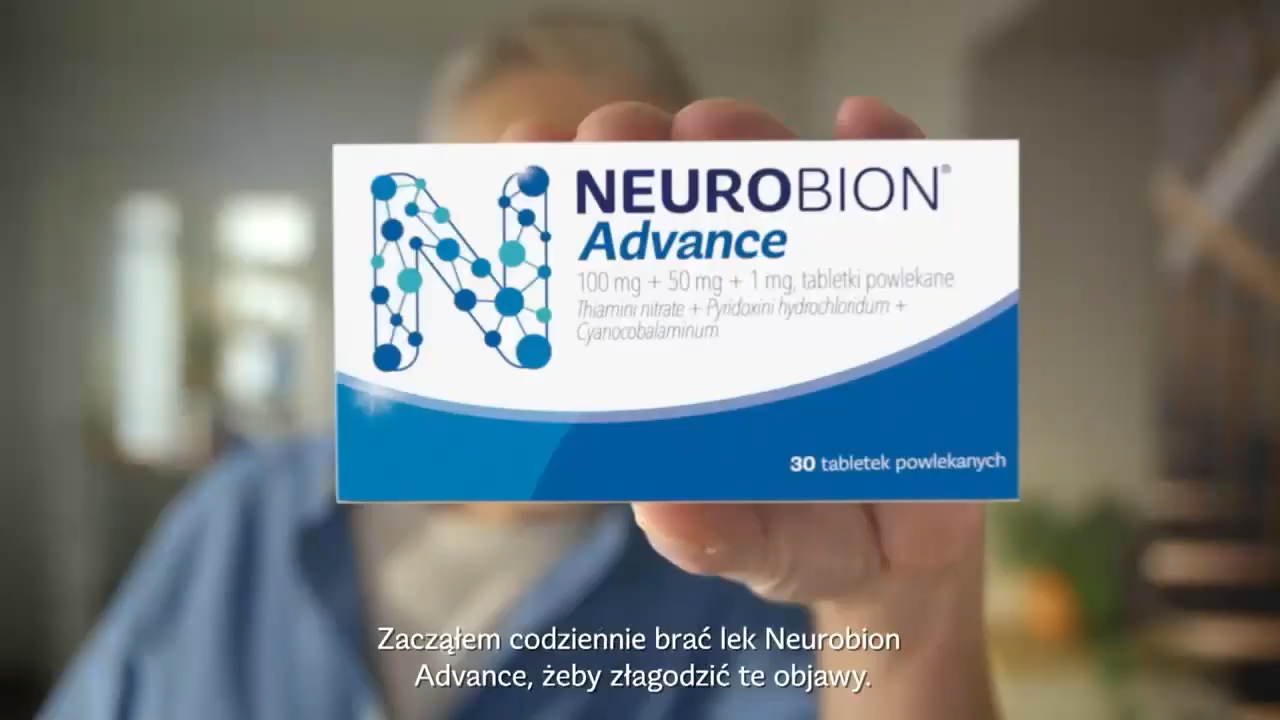 NEUROBION®
Advance
100 mg + 50 mg + 1 mg, tabletki powlekane
Thiamini nitrate + Pyridoxini hydrochloridum +
Cyanocobalaminum
30 tabletek powlekanych
Zacząłem codziennie brać lek Neurobion
Advance, żeby złagodzić te objawy.